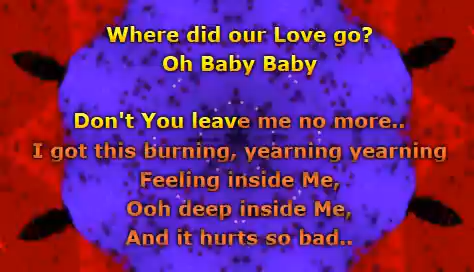 Where did our Love go?
Oh Baby Baby
Don't You leave me no more..
I got this burning, yearning yearning
Feeling inside Me,
Ooh deep inside Me,
And it hurts so bad..